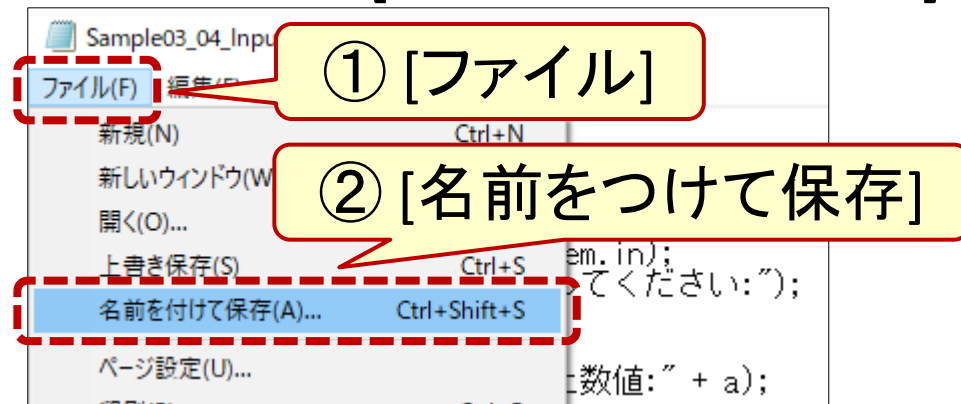 Sample03_04_Inpu
ファイル(F) 編集(E)
① [ファイル]
新規(N) Ctrl+N
新しいウィンドウ(W
② [名前をつけて保存]
開く(O)...
em.in);
上書き保存(S) Ctrl+S
てください:");
名前を付けて保存(A)... Ctrl+Shift+S
ページ設定(U)...
数値:" + a);